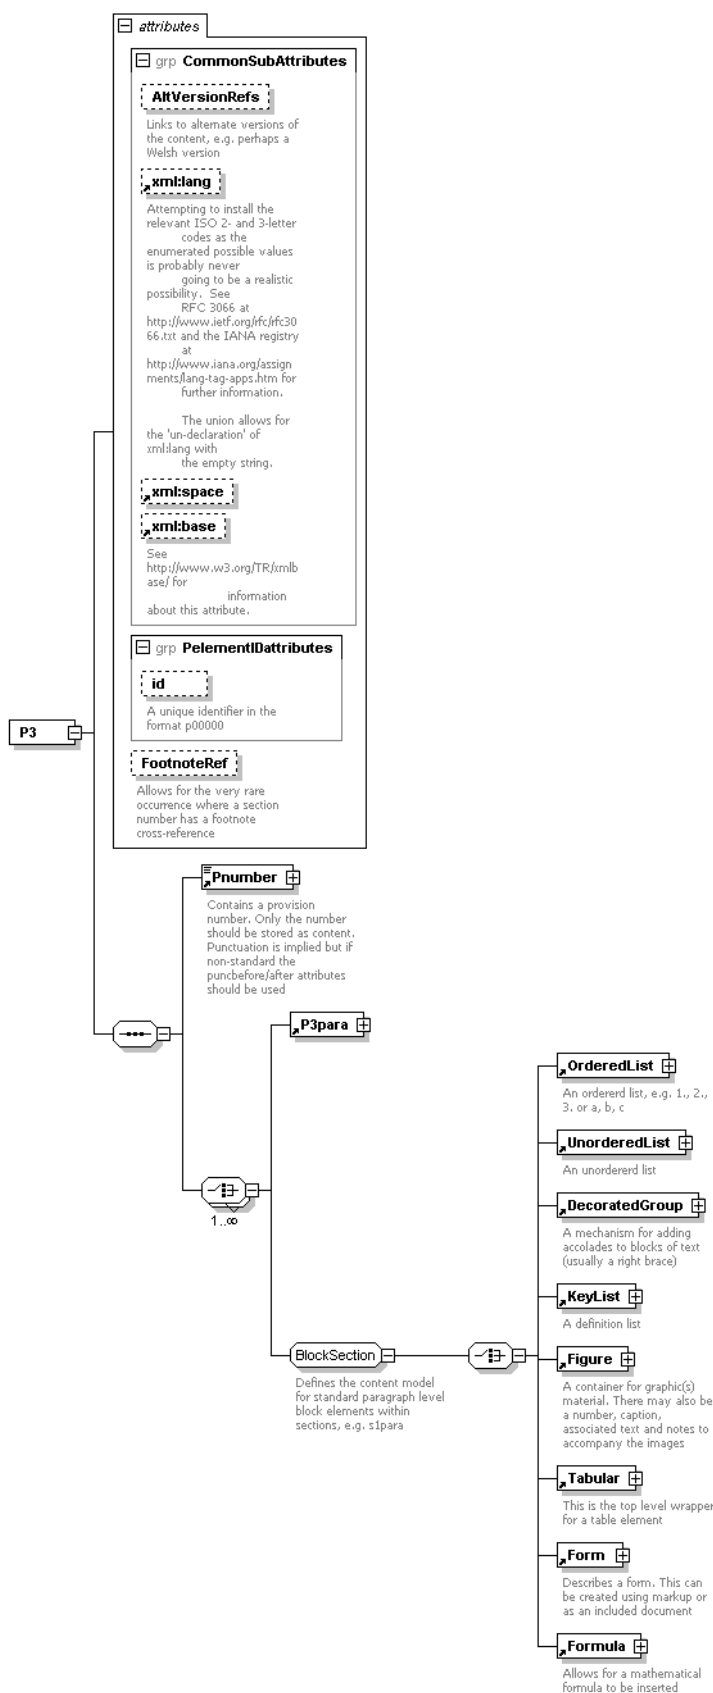 attributes
grp CommonSubAttributes
AltVersionRefs
Links to alternate versions of
the content, e.g. perhaps a
Welsh version
xml:lang
Attempting to install the
relevant ISO 2- and 3-letter
codes as the
enumerated possible values
is probably never
going to be a realistic
possibility. See
RFC 3066 at
http://www.ietf.org/rfc/rfc30
66.txt and the IANA registry
at
http://www.iana.org/assign
ments/lang-tag-apps.htm for
further information.
The union allows for
the 'un-declaration' of
xml:lang with
the empty string.
xml:space
xml:base
See
http://www.w3.org/TR/xmlb
ase/ for
information
about this attribute.
grp PelementIDattributes
id
A unique identifier in the
format p00000
P3
FootnoteRef
Allows for the very rare
occurrence where a section
number has a footnote
cross-reference
Pnumber
Contains a provision
number. Only the number
should be stored as content.
Punctuation is implied but if
non-standard the
puncbefore/after attributes
should be used
P3para
1..∞
BlockSection
Defines the content model
for standard paragraph level
block elements within
sections, e.g. s1para
OrderedList
An ordererd list, e.g. 1., 2.,
3. or a, b, c
UnorderedList
An unordererd list
DecoratedGroup
A mechanism for adding
accolades to blocks of text
(usually a right brace)
KeyList
A definition list
Figure
A container for graphic(s)
material. There may also be
a number, caption,
associated text and notes to
accompany the images
Tabular
This is the top level wrapper
for a table element
Form
Describes a form. This can
be created using markup or
as an included document
Formula
Allows for a mathematical
formula to be inserted